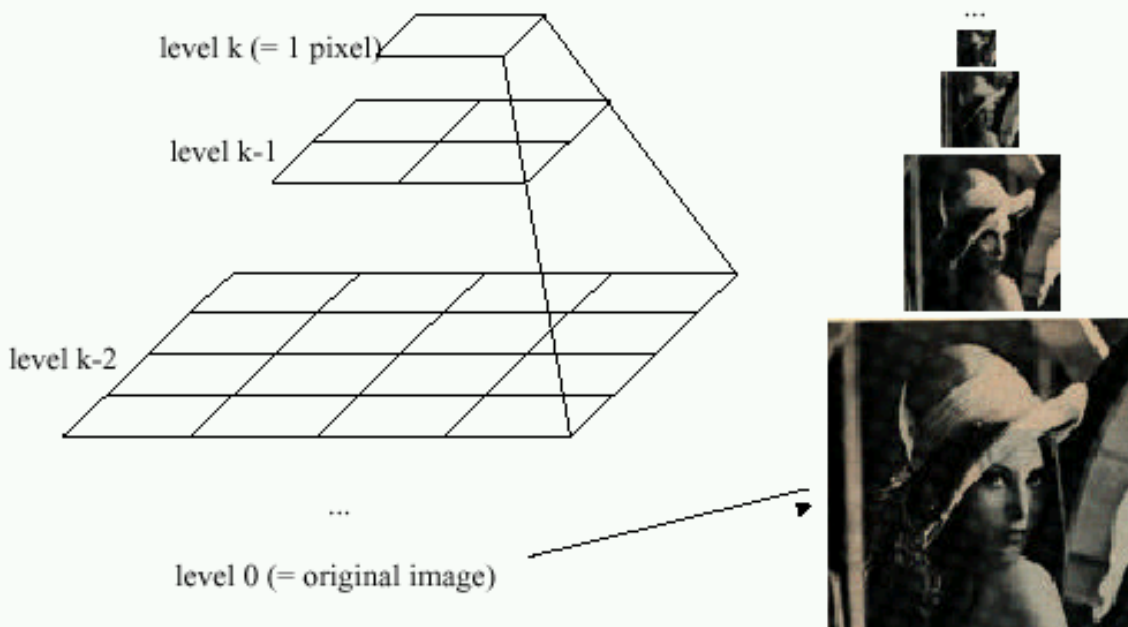 ...
level k (= 1 pixel)
level k-1
level k-2
...
level 0 (= original image)